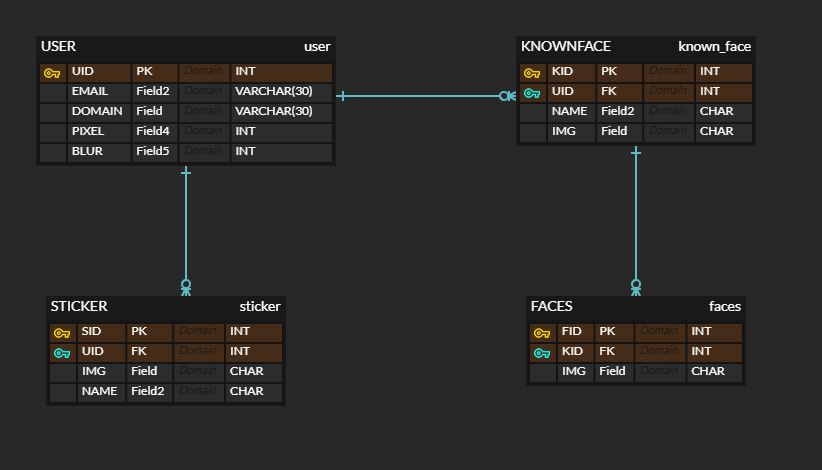 USER user
UID PK Domain INT
EMAIL Field2 Domain VARCHAR(30)
DOMAIN Field Domain VARCHAR(30)
PIXEL Field4 Domain INT
BLUR Field5 Domain INT
KNOWNFACE known_face
KID PK Domain INT
UID FK Domain INT
NAME Field2 Domain CHAR
IMG Field Domain CHAR
STICKER sticker
SID PK Domain INT
UID FK Domain INT
IMG Field Domain CHAR
NAME Field2 Domain CHAR
FACES faces
FID PK Domain INT
KID FK Domain INT
IMG Field Domain CHAR